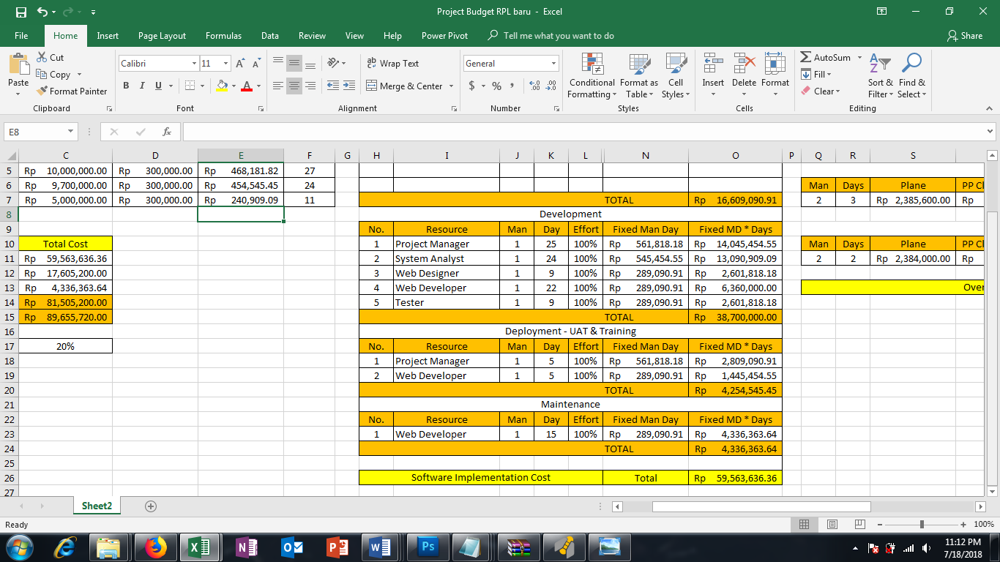 Project Budget RPL baru - Excel
File Home Insert Page Layout Formulas Data Review View Help Power Pivot Tell me what you want to do Share
Paste
Cut
Copy
Format Painter
Clipboard
Calibri 11
B I U A
Font
Wrap Text
Merge & Center
Alignment
General
$ % ,
Number
Conditional Formatting
Format as Table
Cell Styles
Styles
Insert Delete Format
Cells
AutoSum
Fill
Clear
Sort & Filter
Find & Select
Editing
E8 fx
C D E F G H I J K L N O P Q R S
5 Rp 10,000,000.00 Rp 300,000.00 Rp 468,181.82 27
6 Rp 9,700,000.00 Rp 300,000.00 Rp 454,545.45 24 Man Days Plane PP Cl
7 Rp 5,000,000.00 Rp 300,000.00 Rp 240,909.09 11 TOTAL Rp 16,609,090.91 2 3 Rp 2,385,600.00 Rp
8 Development
9 No. Resource Man Day Effort Fixed Man Day Fixed MD * Days
10 Total Cost 1 Project Manager 1 25 100% Rp 561,818.18 Rp 14,045,454.55 Man Days Plane PP Cl
11 Rp 59,563,636.36 2 System Analyst 1 24 100% Rp 545,454.55 Rp 13,090,909.09 2 2 Rp 2,384,000.00 Rp
12 Rp 17,605,200.00 3 Web Designer 1 9 100% Rp 289,090.91 Rp 2,601,818.18
13 Rp 4,336,363.64 4 Web Developer 1 22 100% Rp 289,090.91 Rp 6,360,000.00 Over
14 Rp 81,505,200.00 5 Tester 1 9 100% Rp 289,090.91 Rp 2,601,818.18
15 Rp 89,655,720.00 TOTAL Rp 38,700,000.00
16 Deployment - UAT & Training
17 20% No. Resource Man Day Effort Fixed Man Day Fixed MD * Days
18 1 Project Manager 1 5 100% Rp 561,818.18 Rp 2,809,090.91
19 2 Web Developer 1 5 100% Rp 289,090.91 Rp 1,445,454.55
20 TOTAL Rp 4,254,545.45
21 Maintenance
22 No. Resource Man Day Effort Fixed Man Day Fixed MD * Days
23 1 Web Developer 1 15 100% Rp 289,090.91 Rp 4,336,363.64
24 TOTAL Rp 4,336,363.64
25
26 Software Implementation Cost Total Rp 59,563,636.36
27
Sheet2
Ready 100%
11:12 PM
7/18/2018